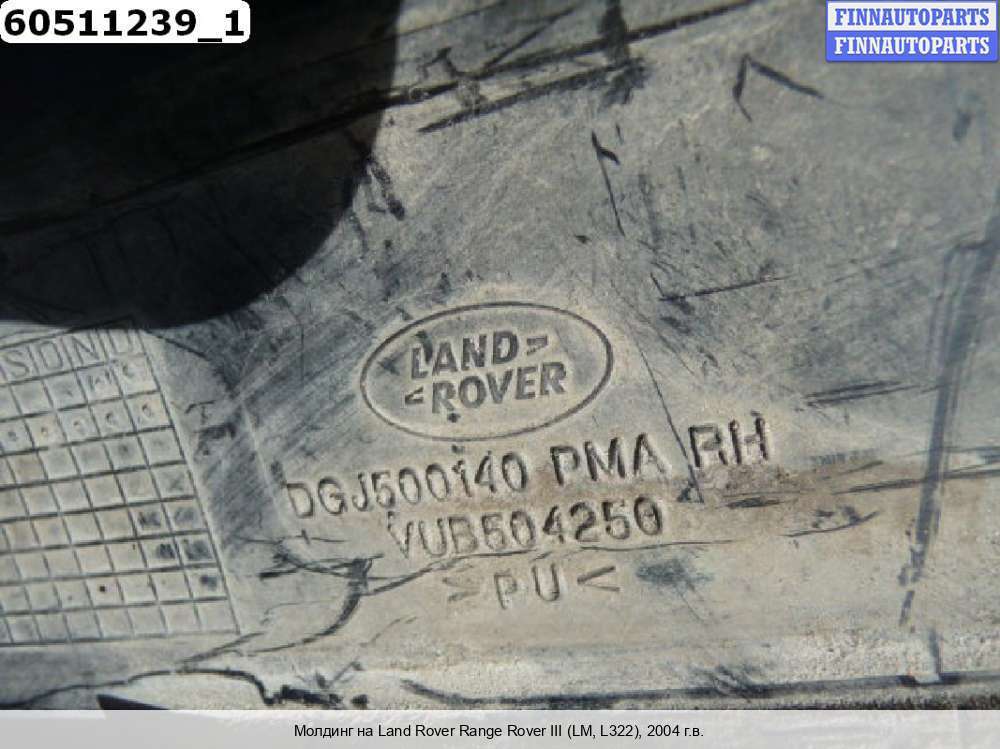 60511239_1
FINNAUTOPARTS
FINNAUTOPARTS
LAND
ROVER
DGJ500140 PMA RH
VUB504250
>PU<
Молдинг на Land Rover Range Rover III (LM, L322), 2004 г.в.